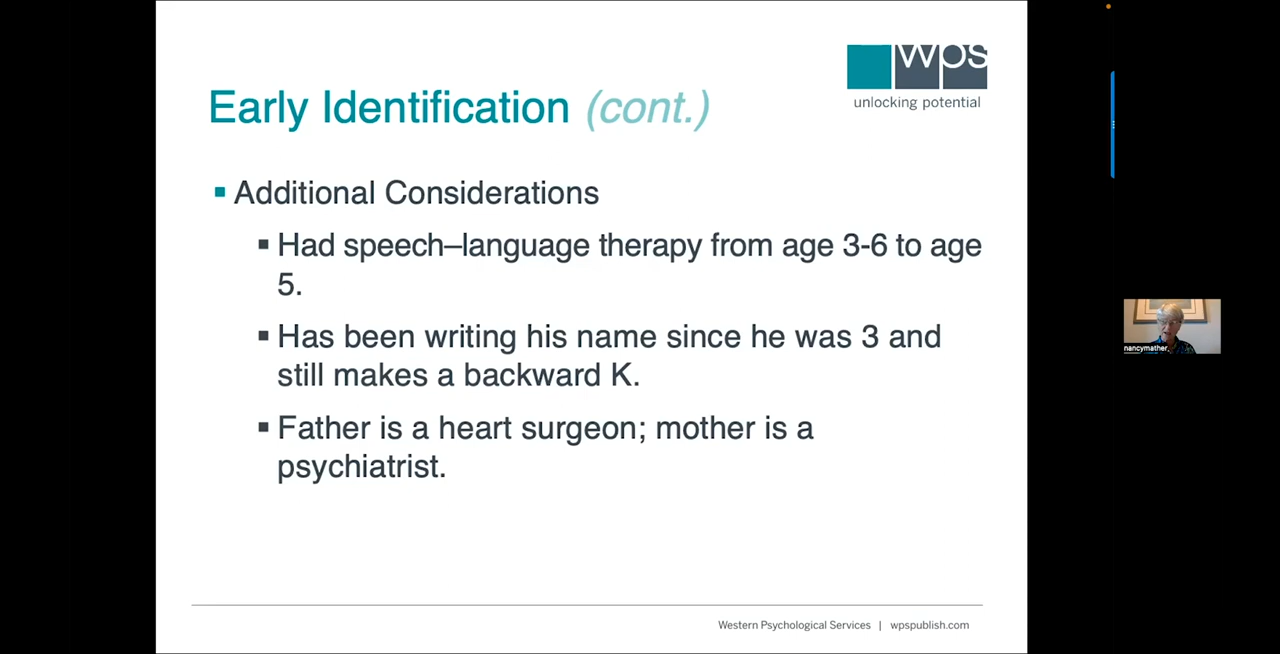 wps
unlocking potential
Early Identification (cont.)
Additional Considerations
Had speech–language therapy from age 3-6 to age
5.
Has been writing his name since he was 3 and
still makes a backward K.
Father is a heart surgeon; mother is a
psychiatrist.
nancymather
Western Psychological Services | wpspublish.com